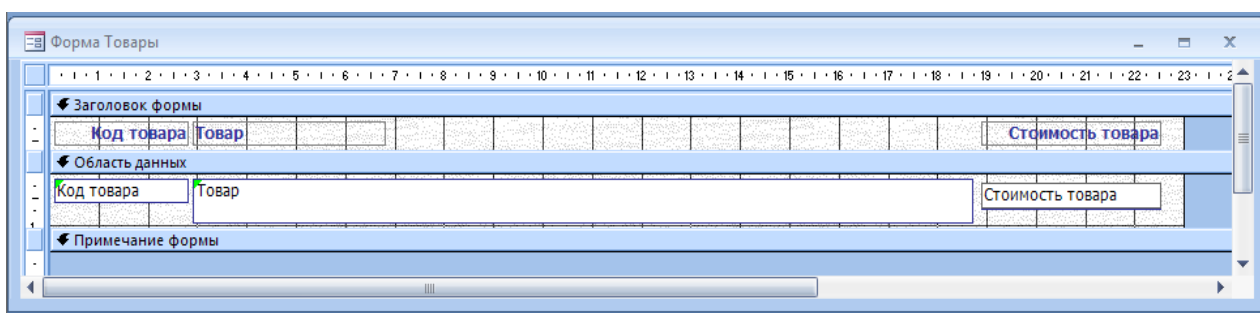 Форма Товары
1 2 3 4 5 6 7 8 9 10 11 12 13 14 15 16 17 18 19 20 21 22 23 2
Заголовок формы
Код товара Товар Стоимость товара
Область данных
Код товара Товар Стоимость товара
1
Примечание формы